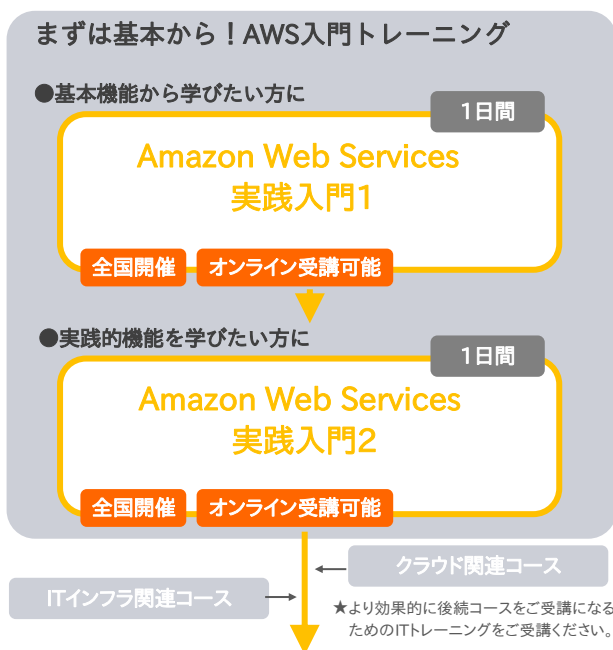 まずは基本から！AWS入門トレーニング
●基本機能から学びたい方に
1日間
Amazon Web Services
実践入門1
全国開催 オンライン受講可能
●実践的機能を学びたい方に
1日間
Amazon Web Services
実践入門2
全国開催 オンライン受講可能
クラウド関連コース
ITインフラ関連コース
★より効果的に後続コースをご受講になる
ためのITトレーニングをご受講ください。